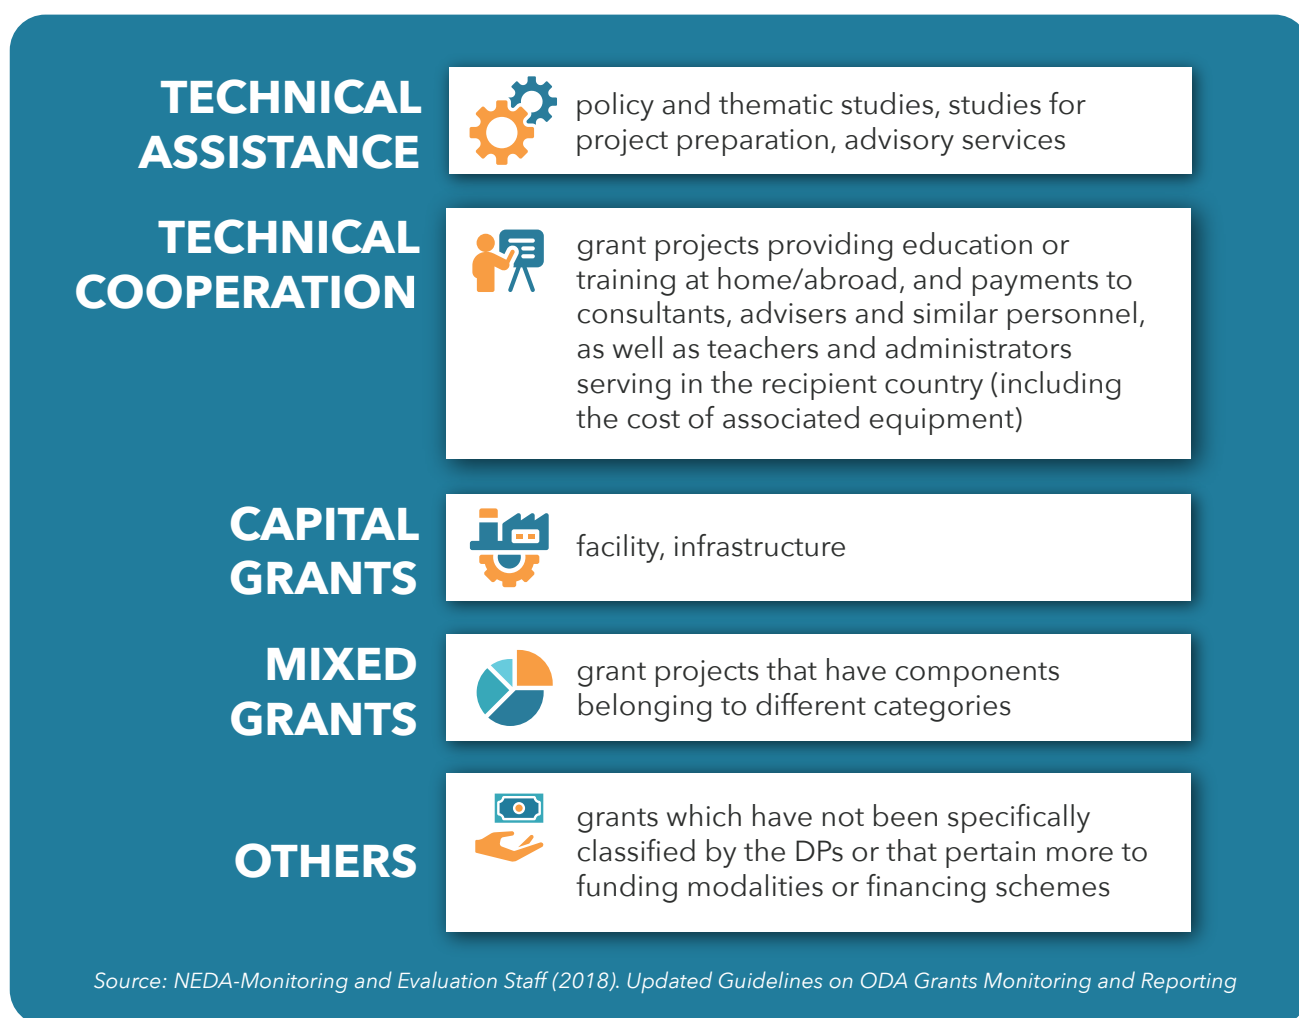 TECHNICAL
ASSISTANCE
policy and thematic studies, studies for
project preparation, advisory services
TECHNICAL
COOPERATION
grant projects providing education or
training at home/abroad, and payments to
consultants, advisers and similar personnel,
as well as teachers and administrators
serving in the recipient country (including
the cost of associated equipment)
CAPITAL
GRANTS
facility, infrastructure
MIXED
GRANTS
grant projects that have components
belonging to different categories
OTHERS
grants which have not been specifically
classified by the DPs or that pertain more to
funding modalities or financing schemes
Source: NEDA-Monitoring and Evaluation Staff (2018). Updated Guidelines on ODA Grants Monitoring and Reporting